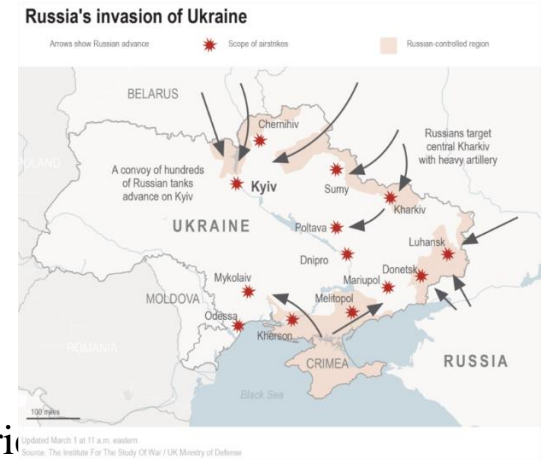 Russia's invasion of Ukraine
Arrows show Russian advance
Scope of airstrikes
Russian-controlled region
BELARUS
Chernihiv
Russians target
central Kharkiv
with heavy artillery
POLAND
A convoy of hundreds
of Russian tanks
advance on Kyiv
Kyiv
Sumy
Kharkiv
UKRAINE
Poltava
Luhansk
Dnipro
Donetsk
Mykolaiv
Mariupol
MOLDOVA
Melitopol
Odessa
Kherson
ROMANIA
CRIMEA
RUSSIA
Black Sea
100 miles
Updated March 1 at 11 a.m. eastern
Source: The Institute For The Study Of War / UK Ministry of Defense